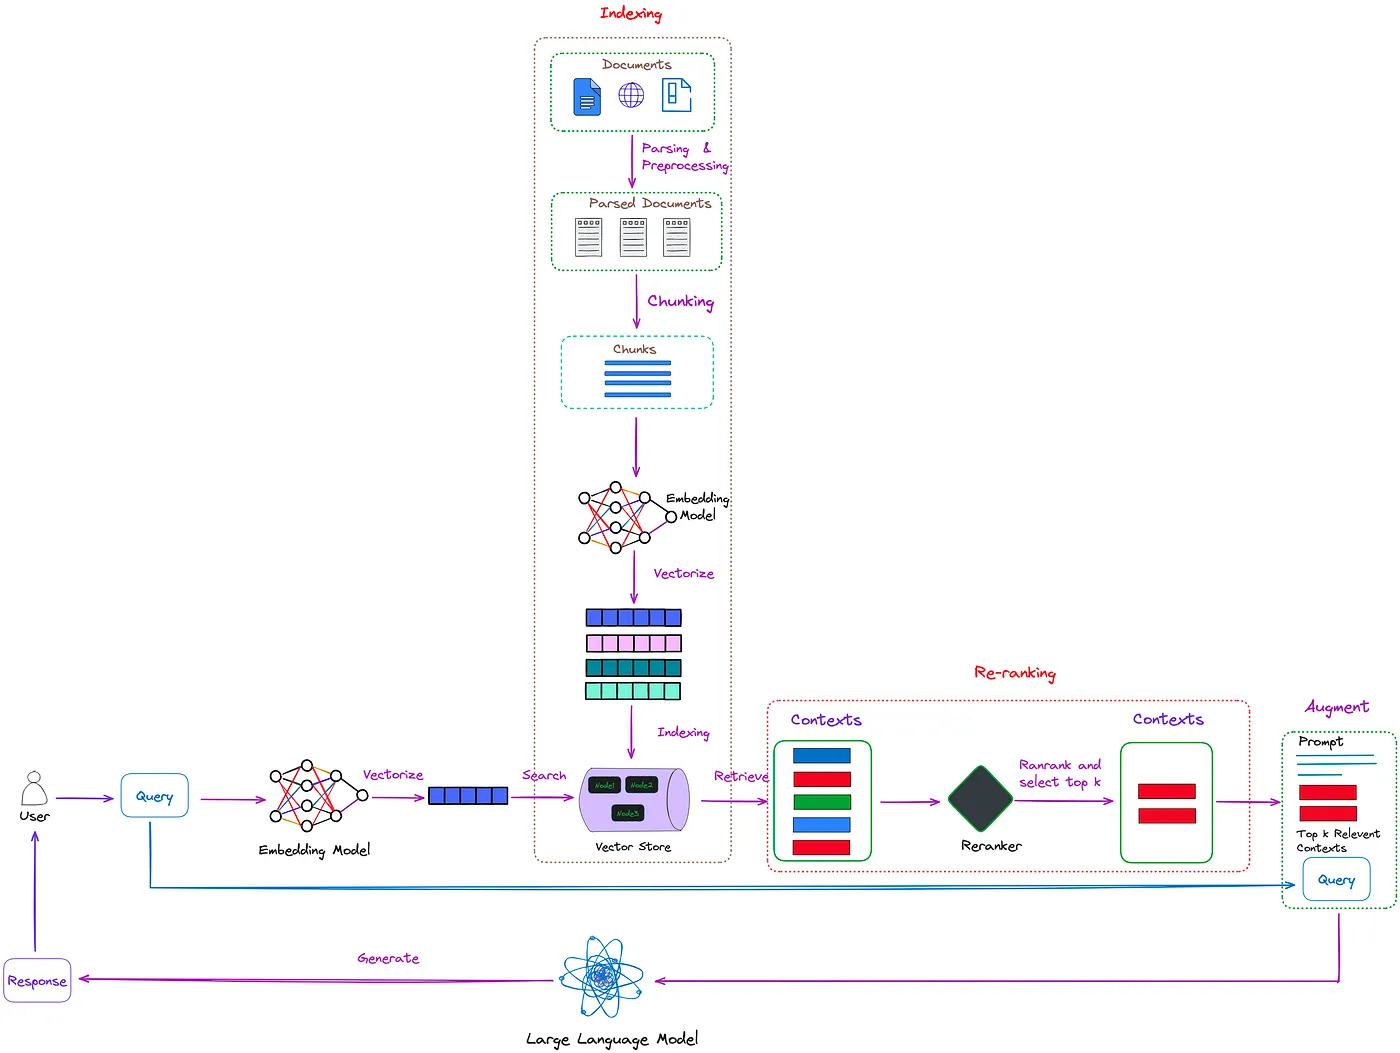 Indexing
Documents
Parsing &
Preprocessing
Parsed Documents
Chunking
Chunks
Embedding
Model
Vectorize
Indexing
Re-ranking
Augment
Contexts
Contexts
Prompt
User
Query
Vectorize
Search
Node1
Node2
Node3
Retrieve
Ranrank and
select top k
Embedding Model
Vector Store
Reranker
Top k Relevent
Contexts
Query
Generate
Response
Large Language Model